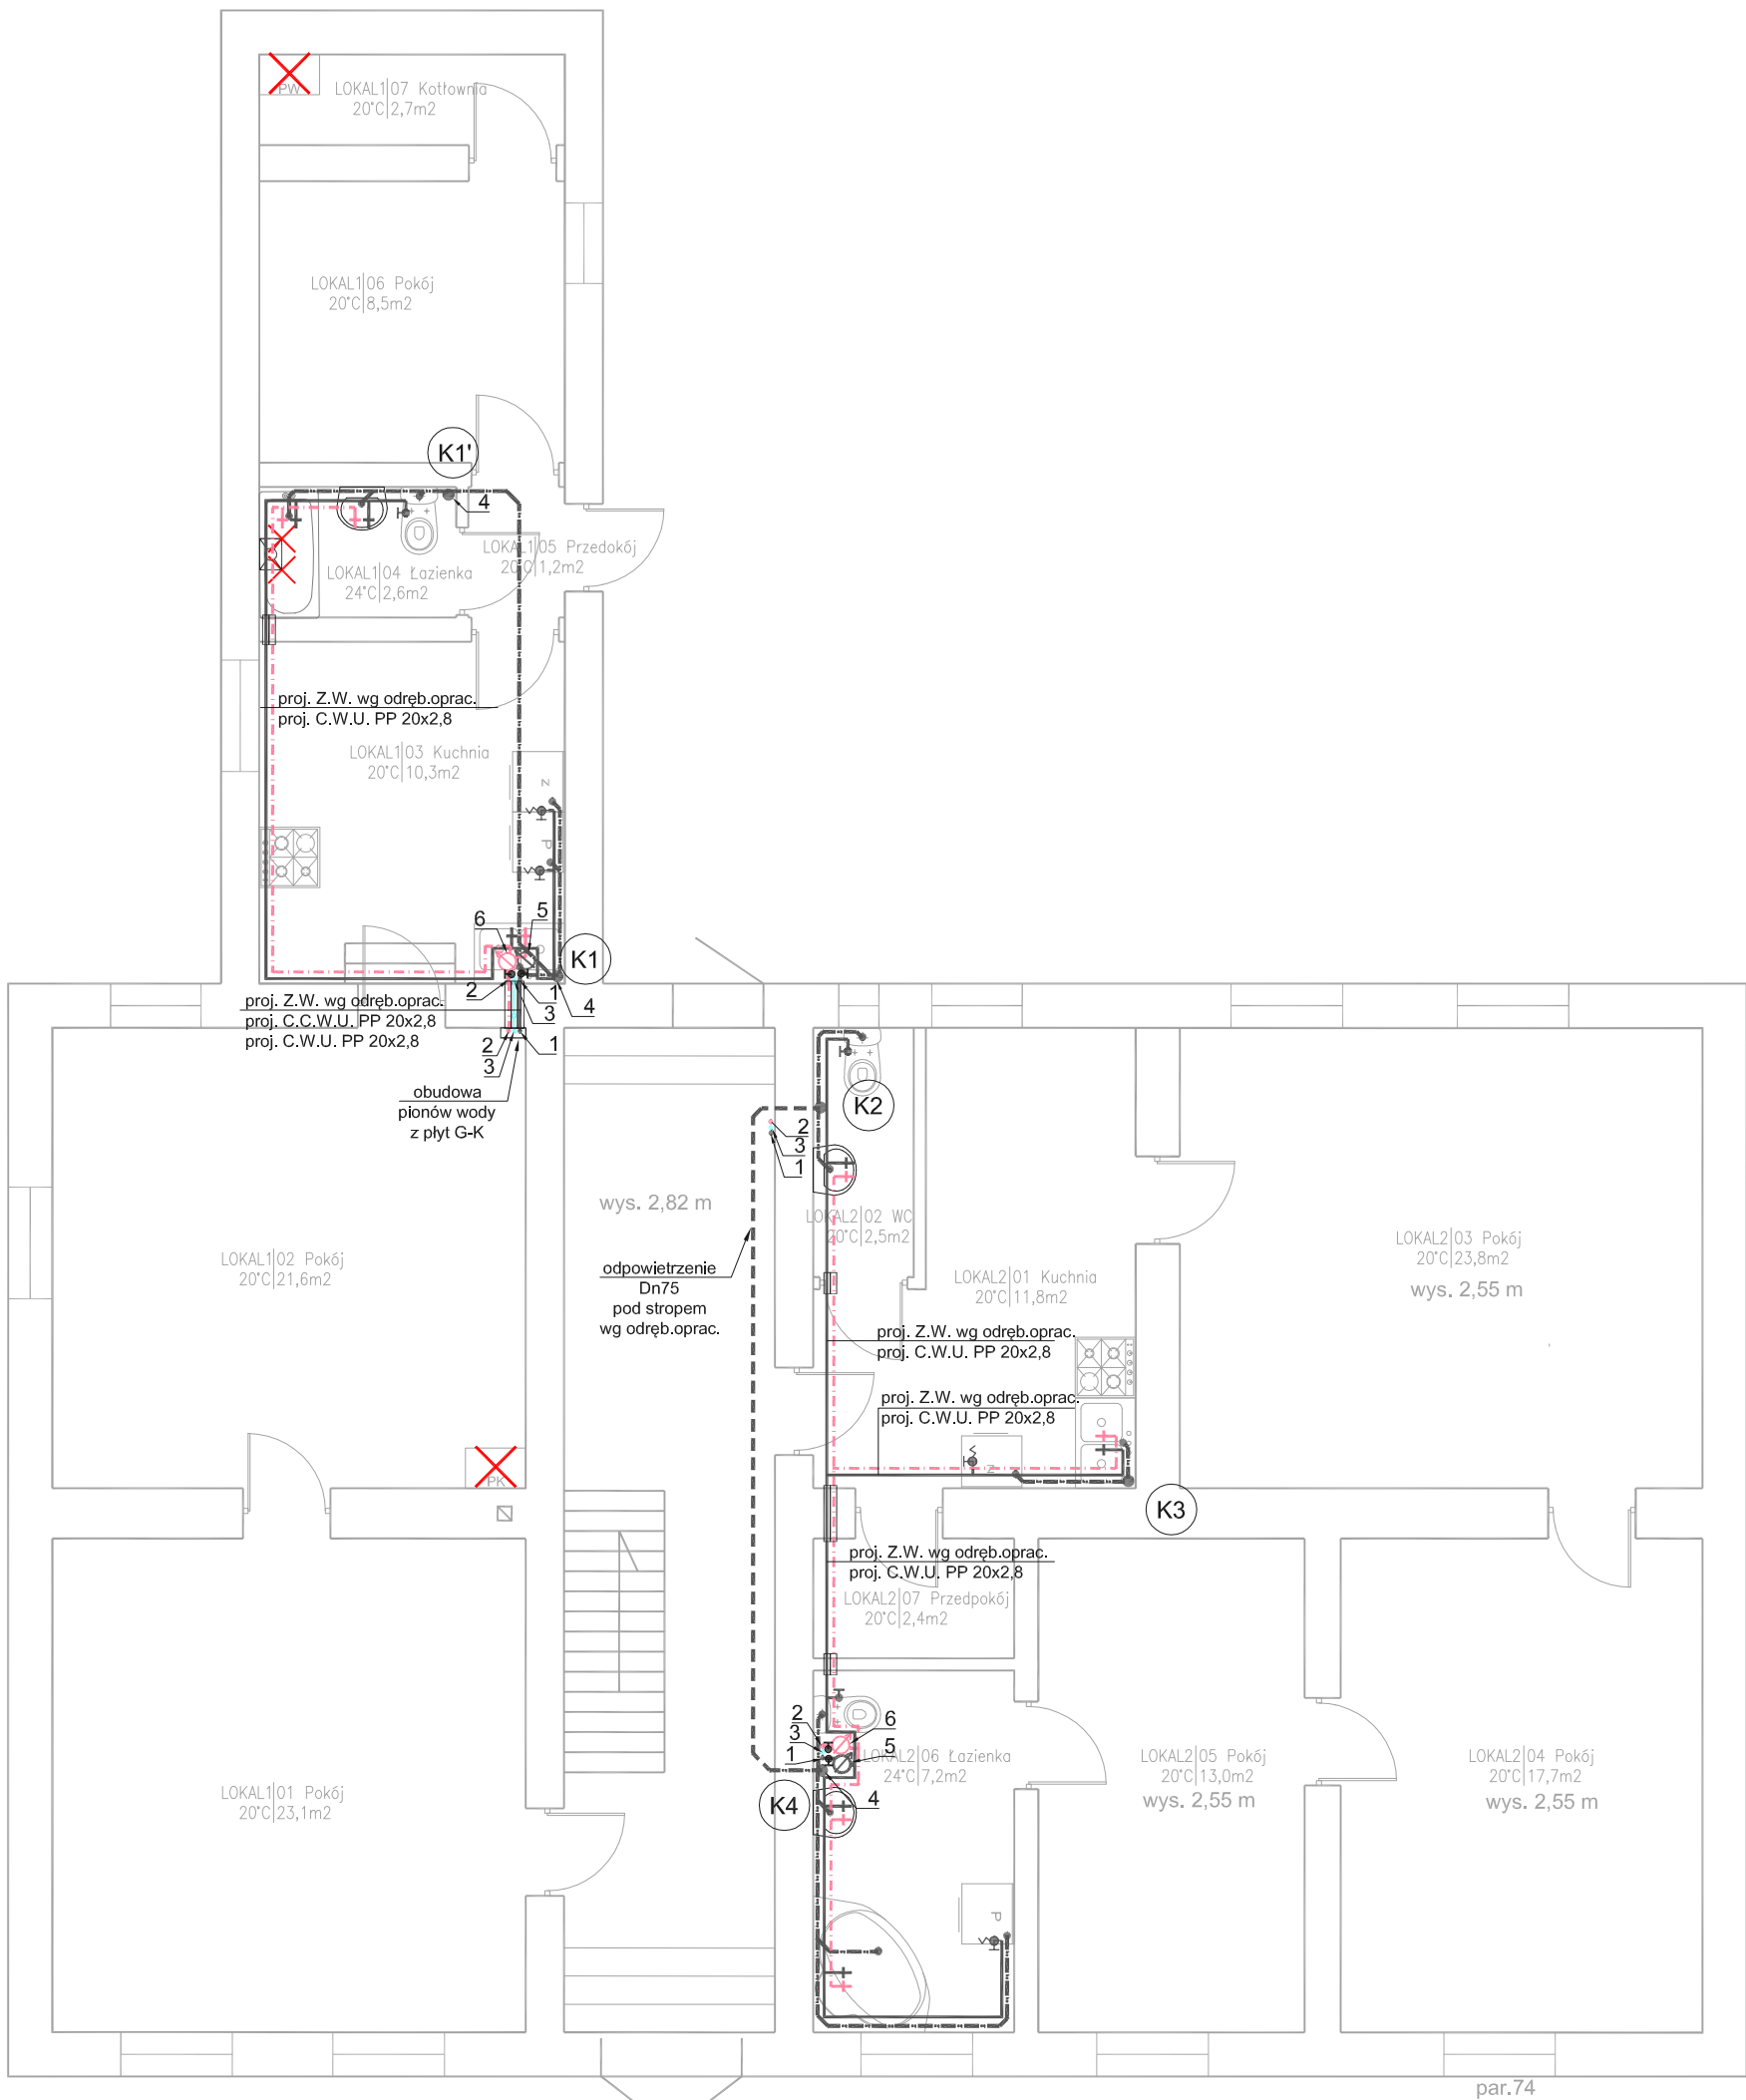 PW
LOKAL1 07 Kotłownia
20°C 2,7m2
LOKAL1 06 Pokój
20°C 8,5m2
K1'
4
LOKAL1 05 Przedokój
20°C 1,2m2
LOKAL1 04 Łazienka
24°C 2,6m2
proj. Z.W. wg odręb.oprac.
proj. C.W.U. PP 20x2,8
LOKAL1 03 Kuchnia
20°C 10,3m2
Z
P
6
5
K1
2
1
3
4
proj. Z.W. wg odręb.oprac.
proj. C.C.W.U. PP 20x2,8
proj. C.W.U. PP 20x2,8
2
1
3
obudowa
pionów wody
z płyt G-K
K2
2
3
1
wys. 2,82 m
LOKAL2 02 WC
20°C 2,5m2
LOKAL1 02 Pokój
20°C 21,6m2
odpowietrzenie
Dn75
pod stropem
wg odręb.oprac.
LOKAL2 01 Kuchnia
20°C 11,8m2
LOKAL2 03 Pokój
20°C 23,8m2
wys. 2,55 m
proj. Z.W. wg odręb.oprac.
proj. C.W.U. PP 20x2,8
proj. Z.W. wg odręb.oprac.
proj. C.W.U. PP 20x2,8
Z
PK
K3
proj. Z.W. wg odręb.oprac.
proj. C.W.U. PP 20x2,8
LOKAL2 07 Przedpokój
20°C 2,4m2
2
3
1
6
5
4
K4
LOKAL2 06 Łazienka
24°C 7,2m2
LOKAL2 05 Pokój
20°C 13,0m2
wys. 2,55 m
LOKAL2 04 Pokój
20°C 17,7m2
wys. 2,55 m
LOKAL1 01 Pokój
20°C 23,1m2
P
par.74